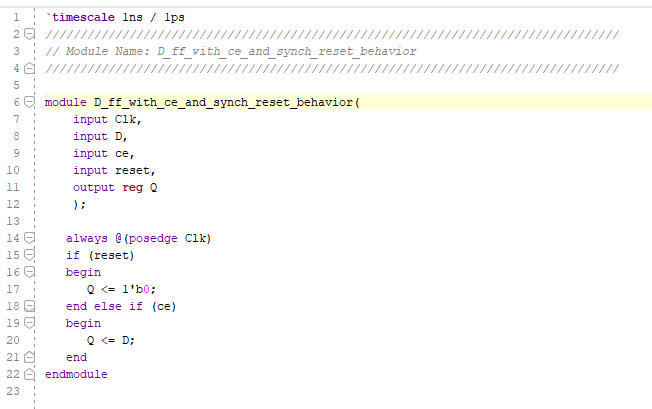 1 `timescale 1ns / 1ps
2 //////////////////////////////////////////////////////////////////////////////////
3 // Module Name: D_ff_with_ce_and_synch_reset_behavior
4 //////////////////////////////////////////////////////////////////////////////////
5
6 module D_ff_with_ce_and_synch_reset_behavior(
7 input Clk,
8 input D,
9 input ce,
10 input reset,
11 output reg Q
12 );
13
14 always @(posedge Clk)
15 if (reset)
16 begin
17 Q <= 1'b0;
18 end else if (ce)
19 begin
20 Q <= D;
21 end
22 endmodule
23